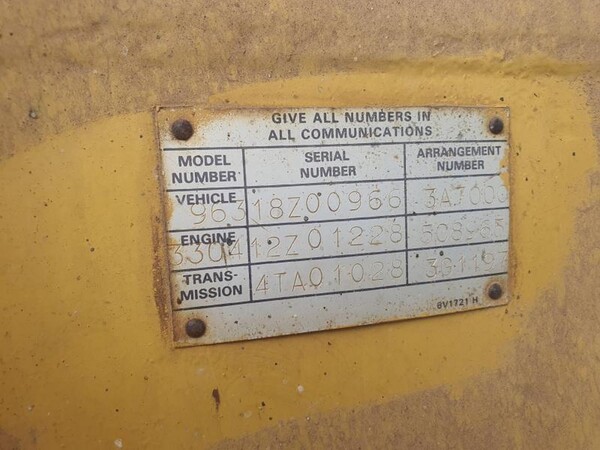 GIVE ALL NUMBERS IN
ALL COMMUNICATIONS
MODEL NUMBER SERIAL NUMBER ARRANGEMENT NUMBER
VEHICLE 963 18Z00966
ENGINE 3304 12Z01228
TRANS-MISSION 4TA01028
6V1721 H